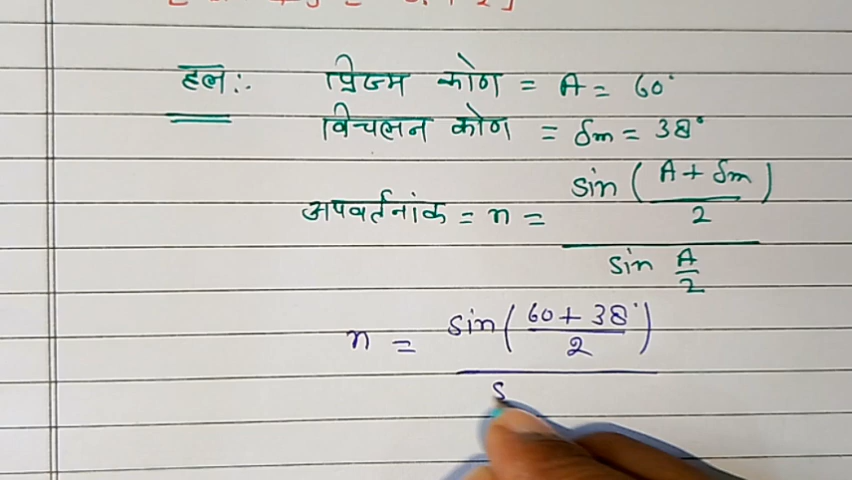 हल:- प्रिज्म कोण = A = 60°
विचलन कोण = δm = 38°
अपवर्तनांक = n = sin ( A + δm / 2 ) / sin A/2
n = sin ( 60 + 38° / 2 ) / s